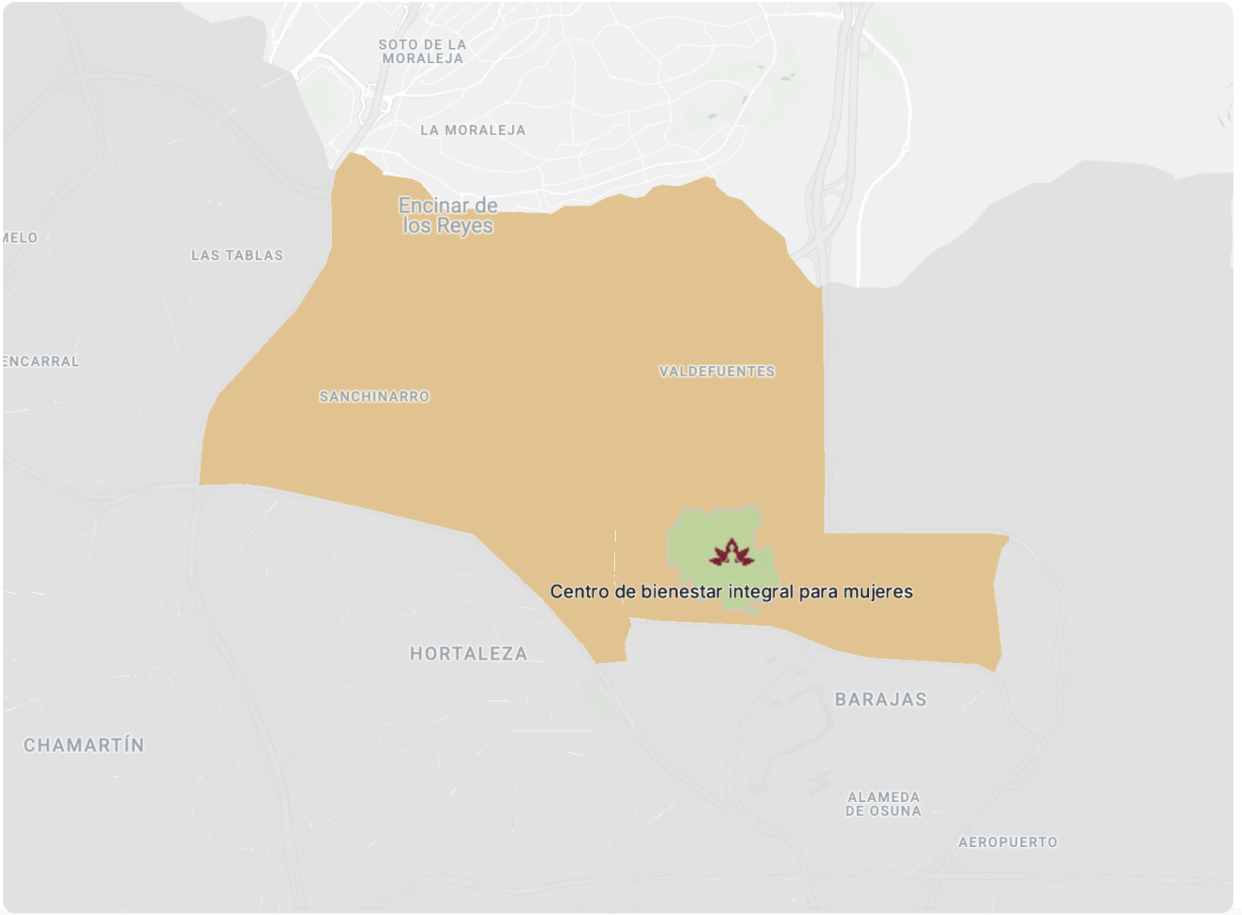 SOTO DE LA
MORALEJA
LA MORALEJA
Encinar de
los Reyes
MELO
LAS TABLAS
ENCARRAL
VALDEFUENTES
SANCHINARRO
Centro de bienestar integral para mujeres
HORTALEZA
BARAJAS
CHAMARTÍN
ALAMEDA
DE OSUNA
AEROPUERTO